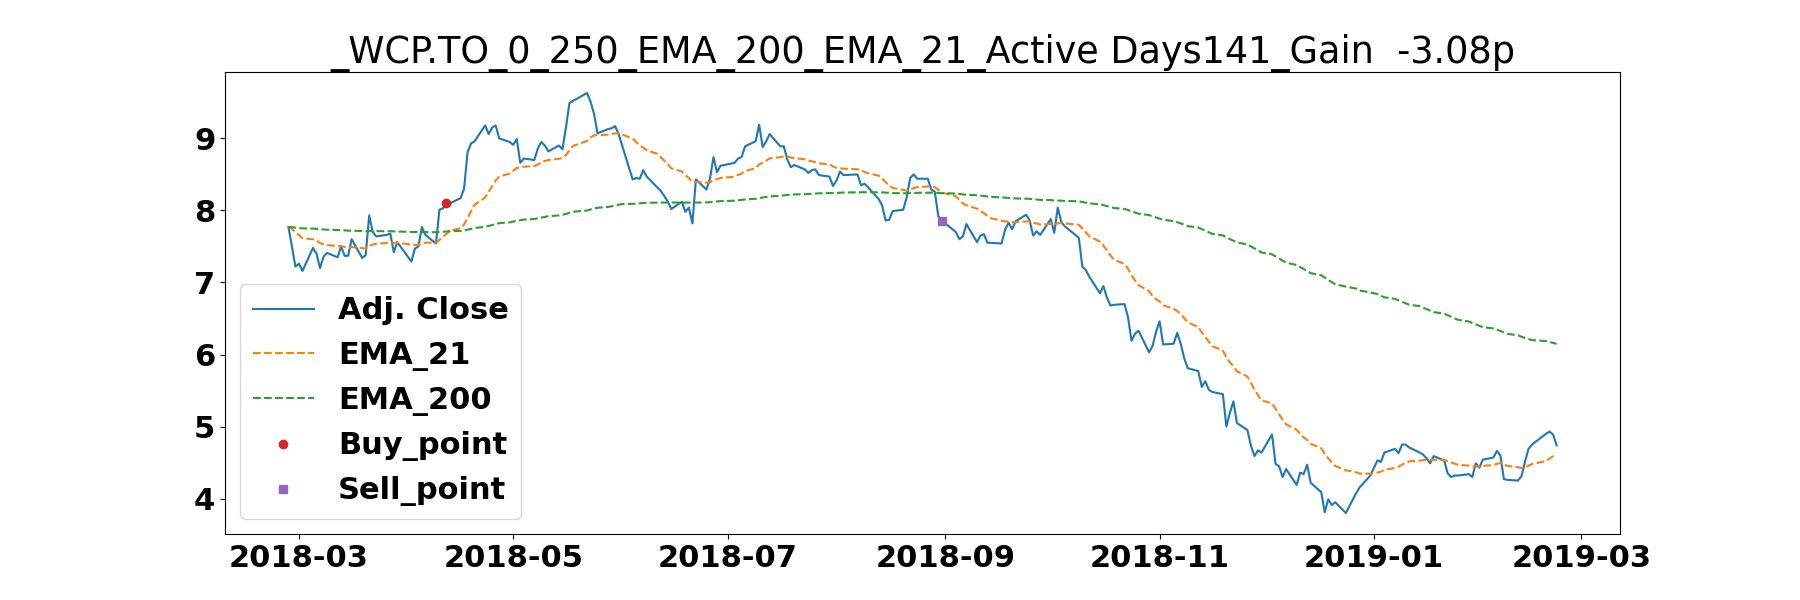 _WCP.TO_0_250_EMA_200_EMA_21_Active Days141_Gain  -3.08p
9
8
7
6
5
4
Adj. Close
EMA_21
EMA_200
Buy_point
Sell_point
2018-03 2018-05 2018-07 2018-09 2018-11 2019-01 2019-03